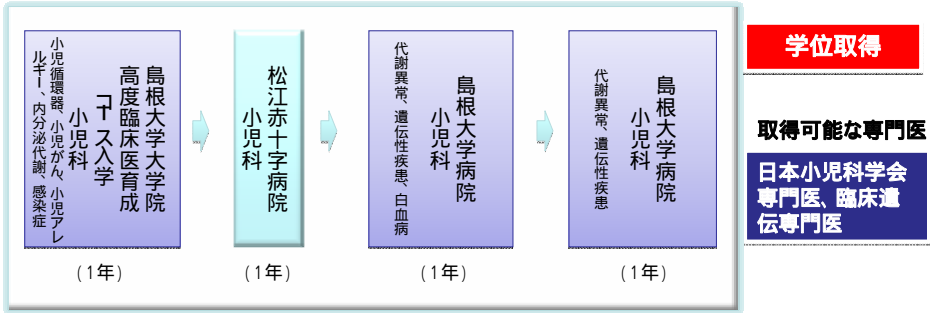 島根大学大学院
高度臨床医育成
コース入学
小児科
小児循環器、小児がん、小児アレ
ルギー、内分泌代謝、感染症
(1年)
松江赤十字病院
小児科
(1年)
島根大学病院
小児科
代謝異常、遺伝性疾患、白血病
(1年)
島根大学病院
小児科
代謝異常、遺伝性疾患
(1年)
学位取得
取得可能な専門医
日本小児科学会
専門医、臨床遺
伝専門医